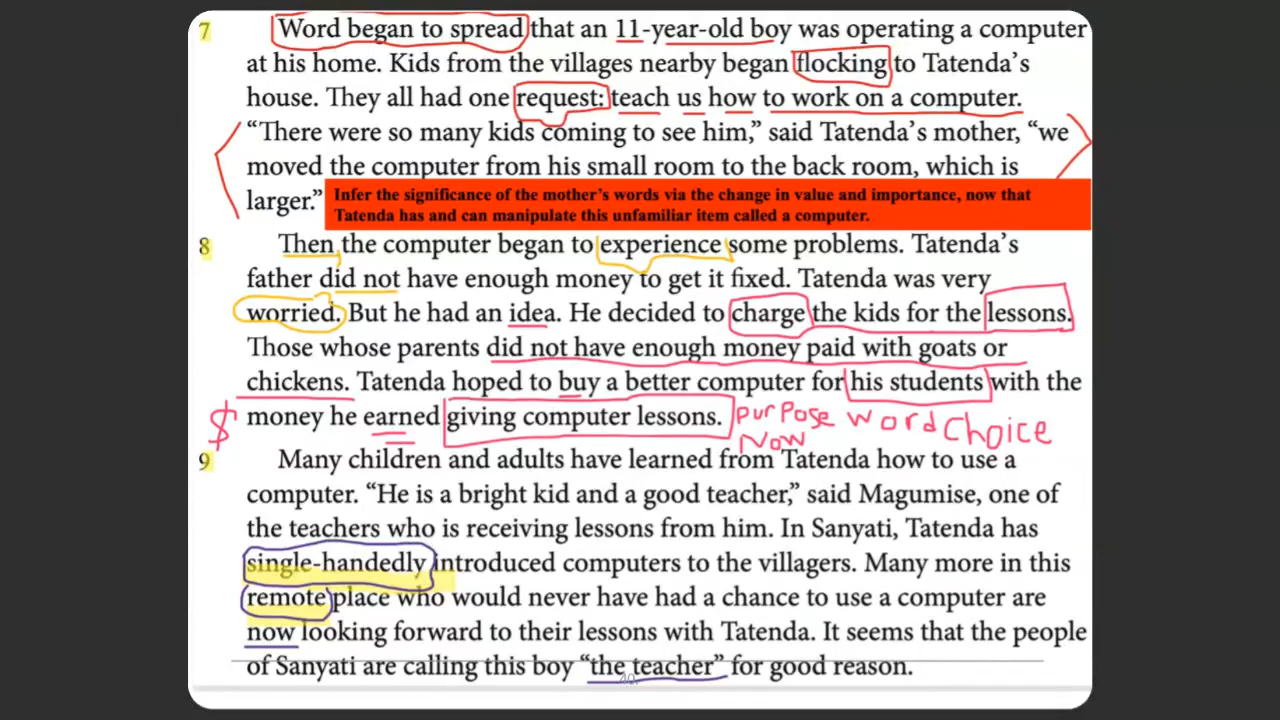 7 Word began to spread that an 11-year-old boy was operating a computer
at his home. Kids from the villages nearby began flocking to Tatenda's
house. They all had one request: teach us how to work on a computer.
“There were so many kids coming to see him,” said Tatenda's mother, “we
moved the computer from his small room to the back room, which is
larger.”
Infer the significance of the mother's words via the change in value and importance, now that
Tatenda has and can manipulate this unfamiliar item called a computer.
8 Then the computer began to experience some problems. Tatenda's
father did not have enough money to get it fixed. Tatenda was very
worried. But he had an idea. He decided to charge the kids for the lessons.
Those whose parents did not have enough money paid with goats or
chickens. Tatenda hoped to buy a better computer for his students with the
$ money he earned giving computer lessons. Purpose word choice
Now
9 Many children and adults have learned from Tatenda how to use a
computer. “He is a bright kid and a good teacher,” said Magumise, one of
the teachers who is receiving lessons from him. In Sanyati, Tatenda has
single-handedly introduced computers to the villagers. Many more in this
remote place who would never have had a chance to use a computer are
now looking forward to their lessons with Tatenda. It seems that the people
of Sanyati are calling this boy “the teacher” for good reason.